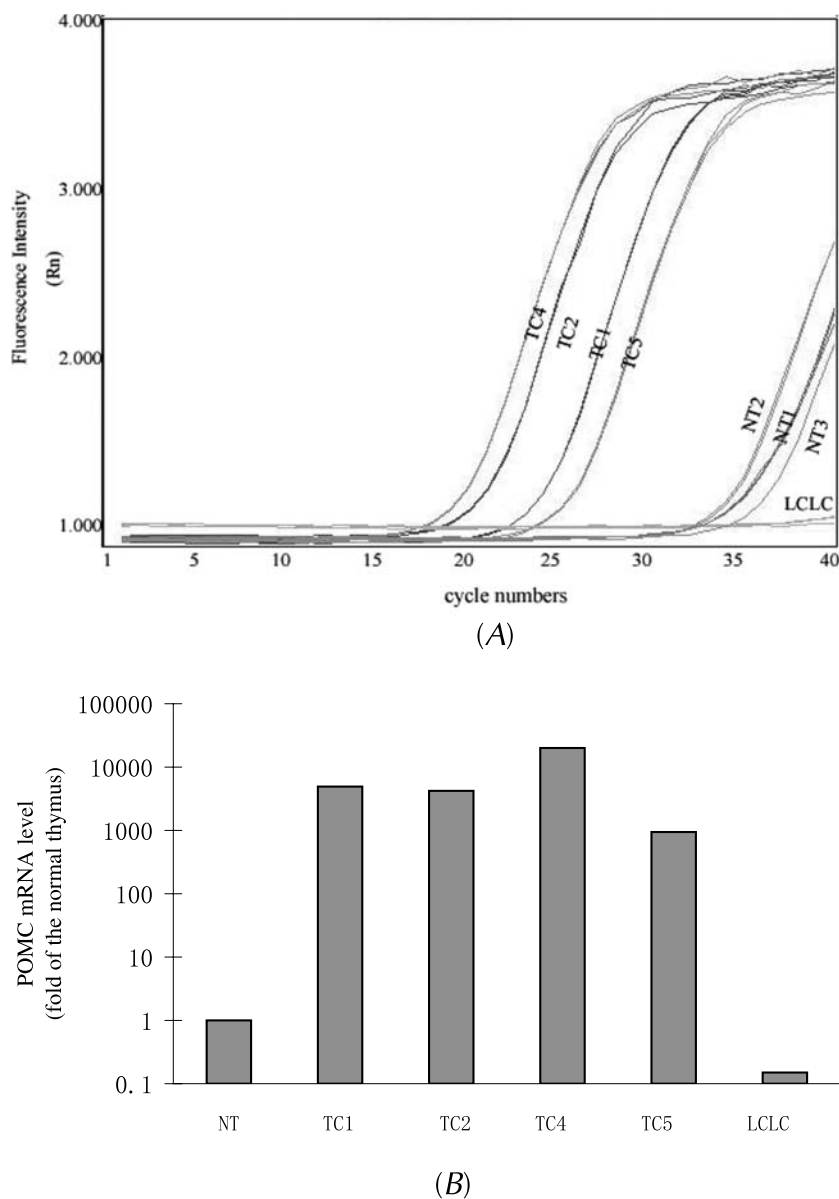 4.000
3.000
2.000
1.000
Fluorescence Intensity
(Rn)
TC4
TC2
TC1
TC5
NT2
NT1
NT3
LCLC
1 5 10 15 20 25 30 35 40
cycle numbers
(A)
100000
10000
1000
100
10
1
0.1
POMC mRNA level
(fold of the normal thymus)
NT TC1 TC2 TC4 TC5 LCLC
(B)